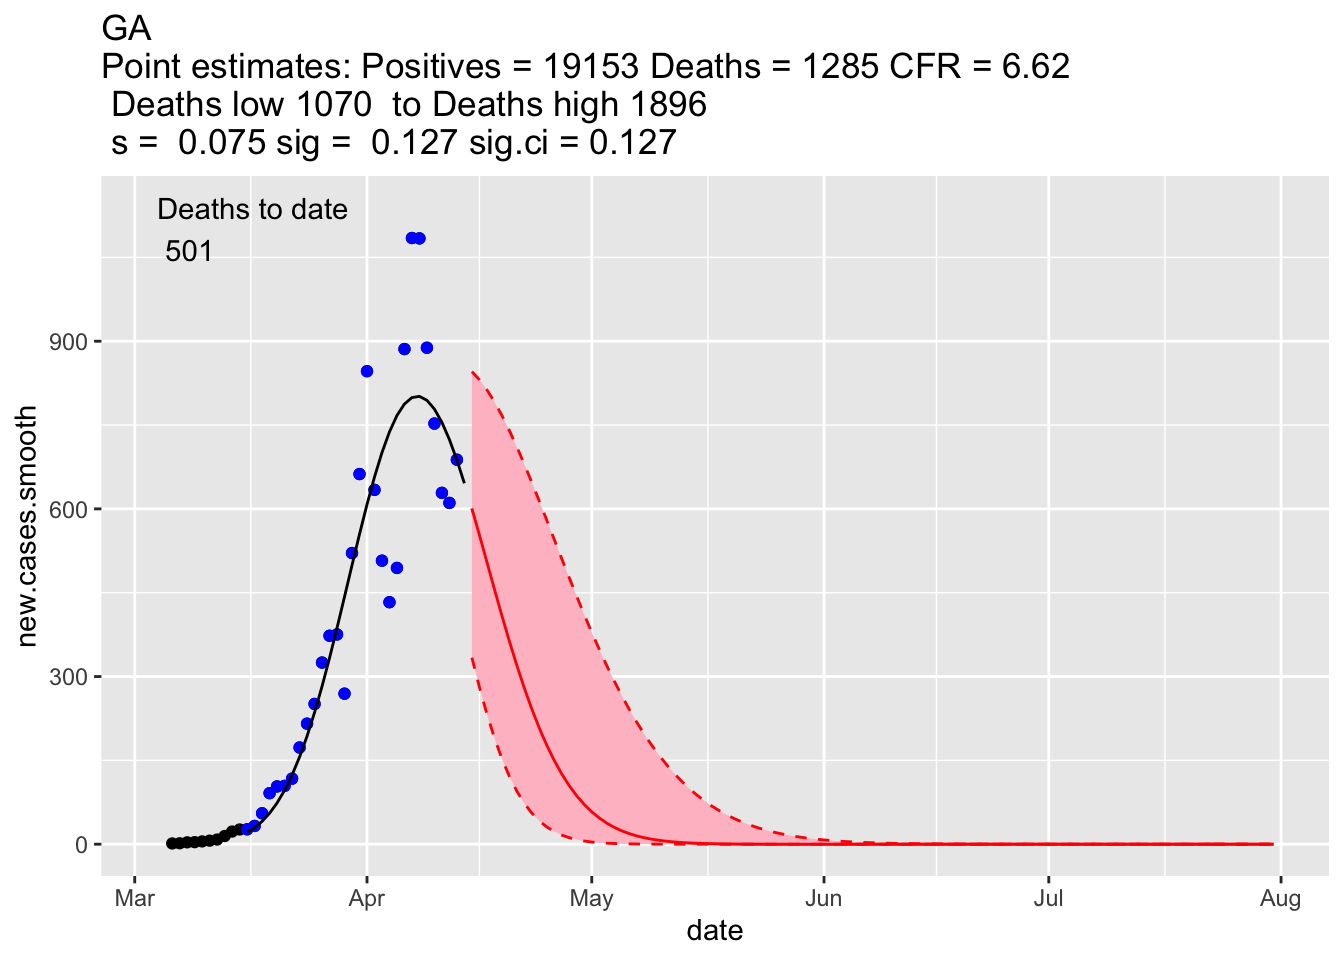 GA
Point estimates: Positives = 19153 Deaths = 1285 CFR = 6.62
Deaths low 1070  to Deaths high 1896
s =  0.075 sig =  0.127 sig.ci = 0.127
Deaths to date
501
900
600
300
0
new.cases.smooth
Mar Apr May Jun Jul Aug
date